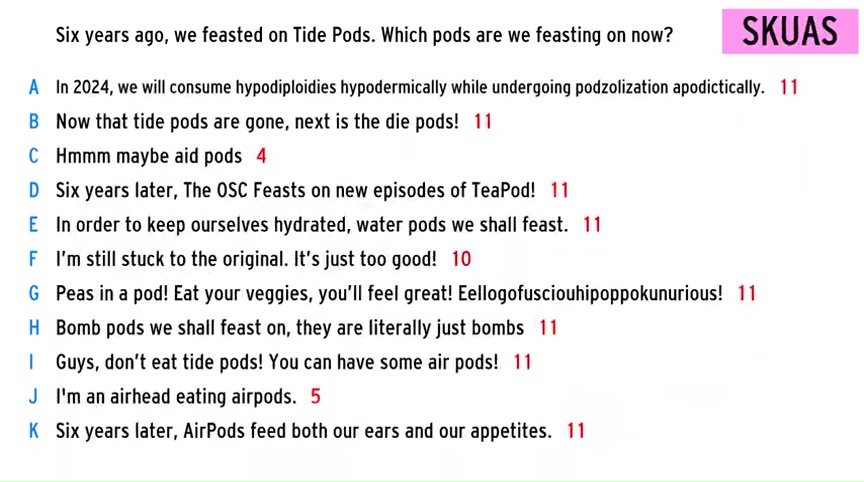 Six years ago, we feasted on Tide Pods. Which pods are we feasting on now?
SKUAS
A In 2024, we will consume hypodiploidies hypodermically while undergoing podzolization apodictically. 11
B Now that tide pods are gone, next is the die pods! 11
C Hmmm maybe aid pods 4
D Six years later, The OSC Feasts on new episodes of TeaPod! 11
E In order to keep ourselves hydrated, water pods we shall feast. 11
F I'm still stuck to the original. It's just too good! 10
G Peas in a pod! Eat your veggies, you'll feel great! Eellogofusciouhipoppokunurious! 11
H Bomb pods we shall feast on, they are literally just bombs 11
I Guys, don't eat tide pods! You can have some air pods! 11
J I'm an airhead eating airpods. 5
K Six years later, AirPods feed both our ears and our appetites. 11